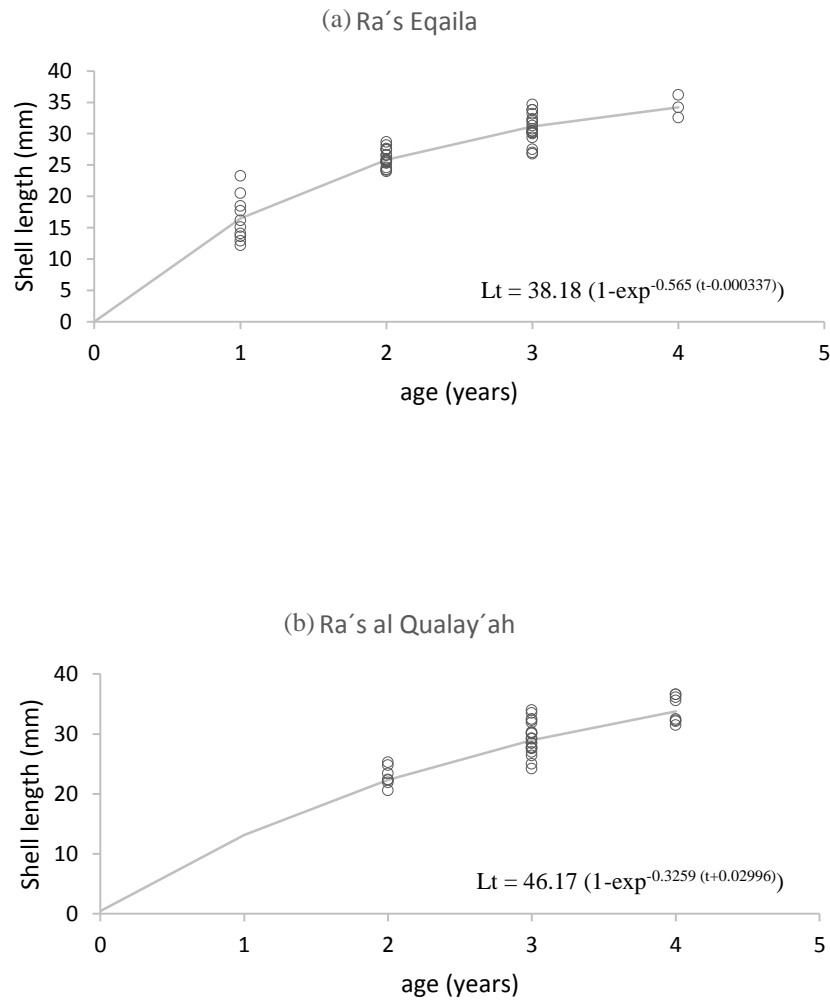 (a) Ra´s Eqaila
40
35
30
25
20
15
10
5
0
Shell length (mm)
Lt = 38.18 (1-exp-0.565 (t-0.000337))
0 1 2 3 4 5
age (years)
(b) Ra´s al Qualay´ah
40
30
20
10
0
Shell length (mm)
Lt = 46.17 (1-exp-0.3259 (t+0.02996))
0 1 2 3 4 5
age (years)